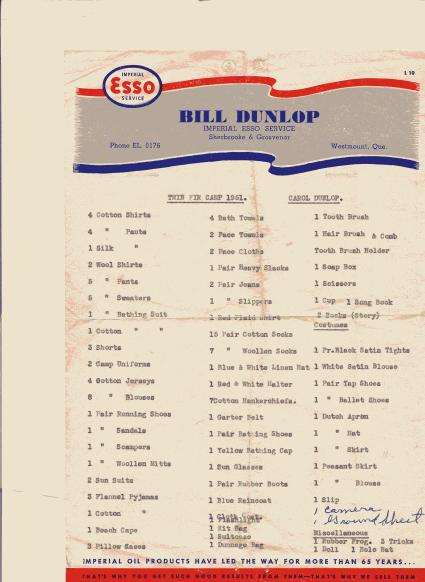 L 10
IMPERIAL
Esso
SERVICE
BILL DUNLOP
IMPERIAL ESSO SERVICE
Sherbrooke & Grosvenor
Phone EL. 0176
Westmount, Que.
TWIN FIR CAMP 1951.
CAROL DUNLOP.
4 Cotton Shirts
4 " Pants
1 Silk "
2 Wool Shirts
5 " Pants
5 " Sweaters
1 " Bathing Suit
1 Cotton " "
3 Shorts
2 Camp Uniforms
4 Cotton Jerseys
8 " Blouses
1 Pair Running Shoes
1 " Sandals
1 " Scampers
1 " Woollen Mitts
2 Sun Suits
3 Flannel Pyjamas
1 Cotton "
1 Beach Cape
3 Pillow Cases
4 Bath Towels
2 Face Towels
2 Face Cloths
1 Pair Heavy Slacks
2 Pair Jeans
1 " Slippers
1 Red Plaid Shirt
15 Pair Cotton Socks
7 " Woollen Socks
1 Blue & White Linen Hat
1 Red & White Halter
7Cotton Hankerchiefs.
1 Garter Belt
1 Pair Bathing Shoes
1 Yellow Bathing Cap
1 Sun Glasses
1 Pair Rubber Boots
1 Blue Raincoat
1 Cloth Coat.
1 Flashlight
1 Kit Bag
1 Suitcase
1 Dunnage Bag
1 Tooth Brush
1 Hair Brush & Comb
Tooth Brush Holder
1 Soap Box
1 Scissors
1 Cup 1 Song Book
2 Books (Story)
Costumes
1 Pr.Black Satin Tights
1 White Satin Blouse
1 Pair Tap Shoes
1 " Ballet Shoes
1 Dutch Apron
1 " Hat
1 " Skirt
1 Peasant Skirt
1 " Blouse
1 Slip
1 camera
1 ground sheet
Miscellaneous
1 Rubber Frog. 2 Tricks
1 Doll 1 Bolo Bat
IMPERIAL OIL PRODUCTS HAVE LED THE WAY FOR MORE THAN 65 YEARS...
THAT'S WHY YOU GET SUCH GOOD RESULTS FROM THEM—THAT'S WHY WE SELL THEM